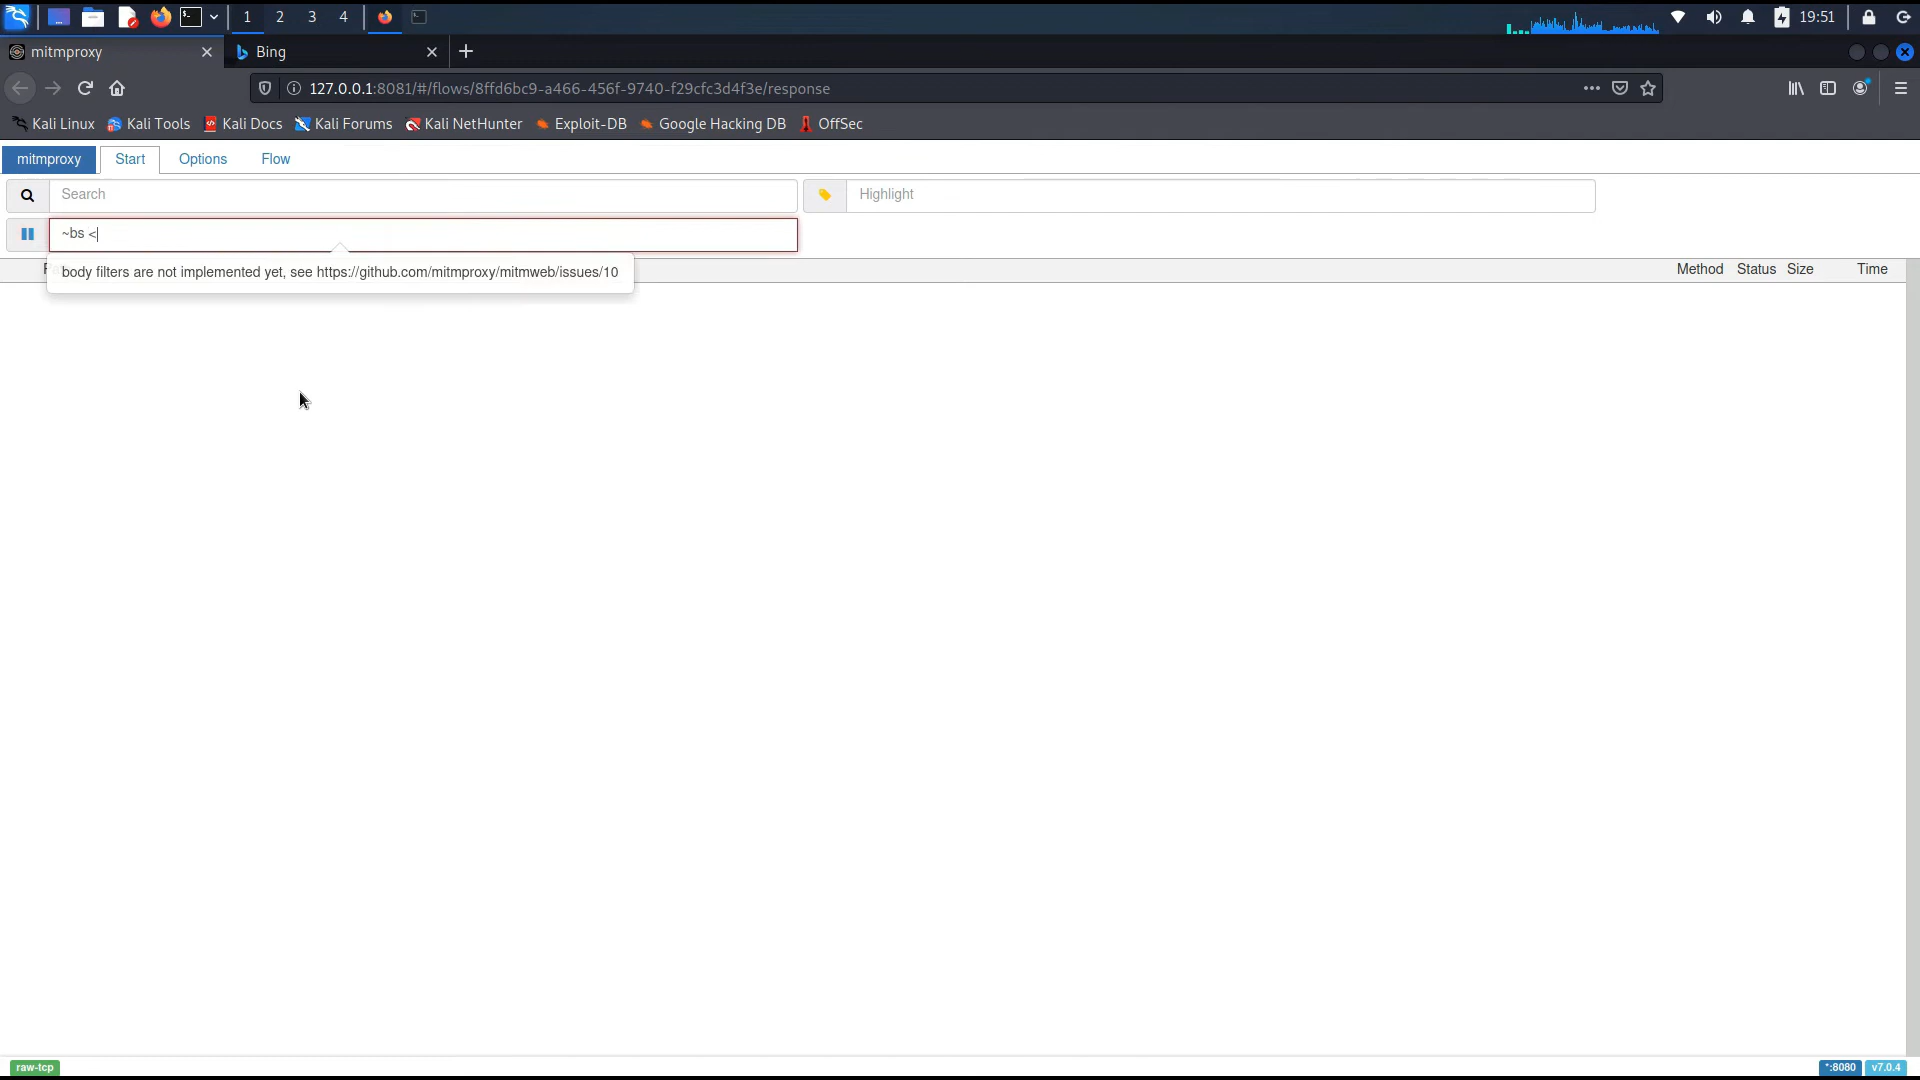 1 2 3 4 19:51
mitmproxy Bing
127.0.0.1:8081/#/flows/8ffd6bc9-a466-456f-9740-f29cfc3d4f3e/response
Kali Linux Kali Tools Kali Docs Kali Forums Kali NetHunter Exploit-DB Google Hacking DB OffSec
mitmproxy Start Options Flow
Search Highlight
~bs <
Method Status Size Time
body filters are not implemented yet, see https://github.com/mitmproxy/mitmweb/issues/10
raw-tcp *:8080 v7.0.4